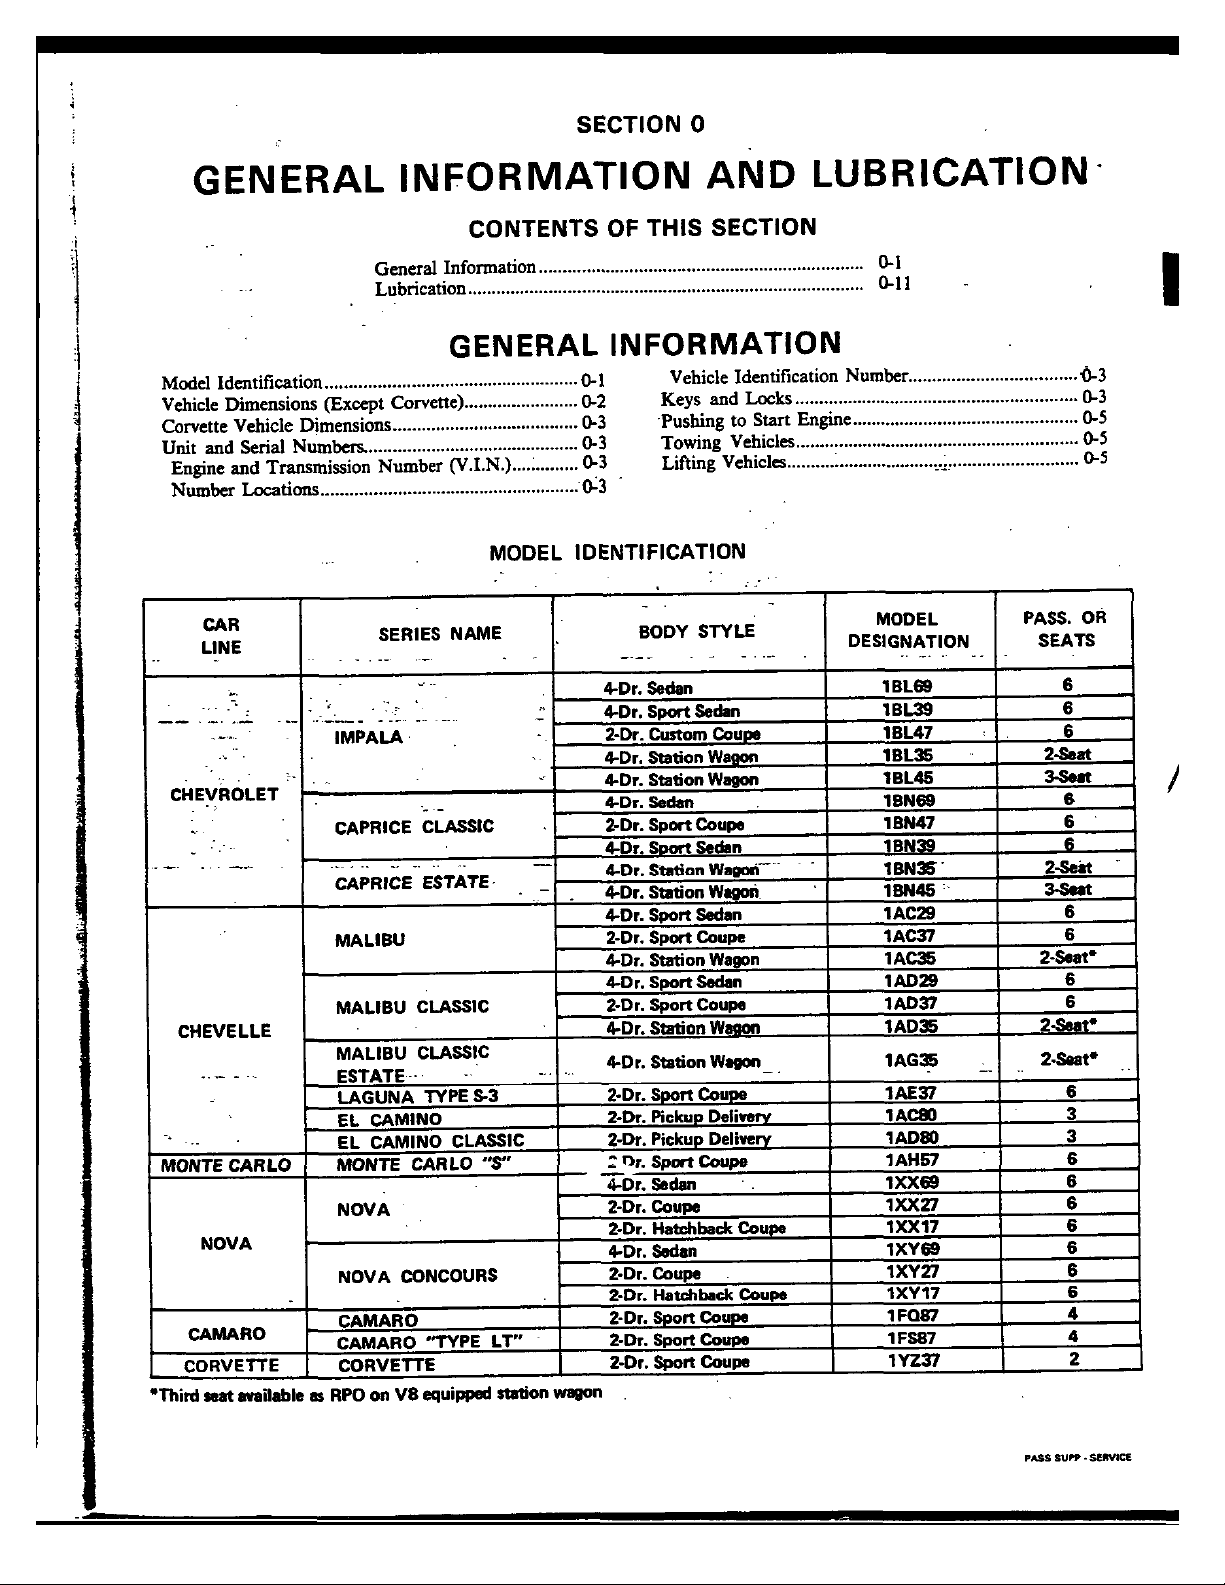 SECTION 0
GENERAL INFORMATION AND LUBRICATION
CONTENTS OF THIS SECTION
General Information.................................................................... 0-1
Lubrication................................................................................... 0-11
GENERAL INFORMATION
Model Identification.................................................... 0-1
Vehicle Dimensions (Except Corvette)....................... 0-2
Corvette Vehicle Dimensions...................................... 0-3
Unit and Serial Numbers............................................ 0-3
Engine and Transmission Number (V.I.N.)............. 0-3
Number Locations..................................................... 0-3
Vehicle Identification Number................................... 0-3
Keys and Locks.......................................................... 0-3
Pushing to Start Engine.............................................. 0-5
Towing Vehicles.......................................................... 0-5
Lifting Vehicles............................................................ 0-5
MODEL IDENTIFICATION
CAR LINE SERIES NAME BODY STYLE MODEL DESIGNATION PASS. OR SEATS
CHEVROLET IMPALA 4-Dr. Sedan 1BL69 6
4-Dr. Sport Sedan 1BL39 6
2-Dr. Custom Coupe 1BL47 6
4-Dr. Station Wagon 1BL35 2-Seat
4-Dr. Station Wagon 1BL45 3-Seat
CAPRICE CLASSIC 4-Dr. Sedan 1BN69 6
2-Dr. Sport Coupe 1BN47 6
4-Dr. Sport Sedan 1BN39 6
CAPRICE ESTATE 4-Dr. Station Wagon 1BN35 2-Seat
4-Dr. Station Wagon 1BN45 3-Seat
CHEVELLE MALIBU 4-Dr. Sport Sedan 1AC29 6
2-Dr. Sport Coupe 1AC37 6
4-Dr. Station Wagon 1AC35 2-Seat*
MALIBU CLASSIC 4-Dr. Sport Sedan 1AD29 6
2-Dr. Sport Coupe 1AD37 6
4-Dr. Station Wagon 1AD35 2-Seat*
MALIBU CLASSIC ESTATE 4-Dr. Station Wagon 1AG35 2-Seat*
LAGUNA TYPE S-3 2-Dr. Sport Coupe 1AE37 6
EL CAMINO 2-Dr. Pickup Delivery 1AC80 3
EL CAMINO CLASSIC 2-Dr. Pickup Delivery 1AD80 3
MONTE CARLO MONTE CARLO "S" Dr. Sport Coupe 1AH57 6
NOVA NOVA 4-Dr. Sedan 1XX69 6
2-Dr. Coupe 1XX27 6
2-Dr. Hatchback Coupe 1XX17 6
NOVA CONCOURS 4-Dr. Sedan 1XY69 6
2-Dr. Coupe 1XY27 6
2-Dr. Hatchback Coupe 1XY17 6
CAMARO CAMARO 2-Dr. Sport Coupe 1FQ87 4
CAMARO "TYPE LT" 2-Dr. Sport Coupe 1FS87 4
CORVETTE CORVETTE 2-Dr. Sport Coupe 1YZ37 2
*Third seat available as RPO on V8 equipped station wagon
PASS SUPP - SERVICE